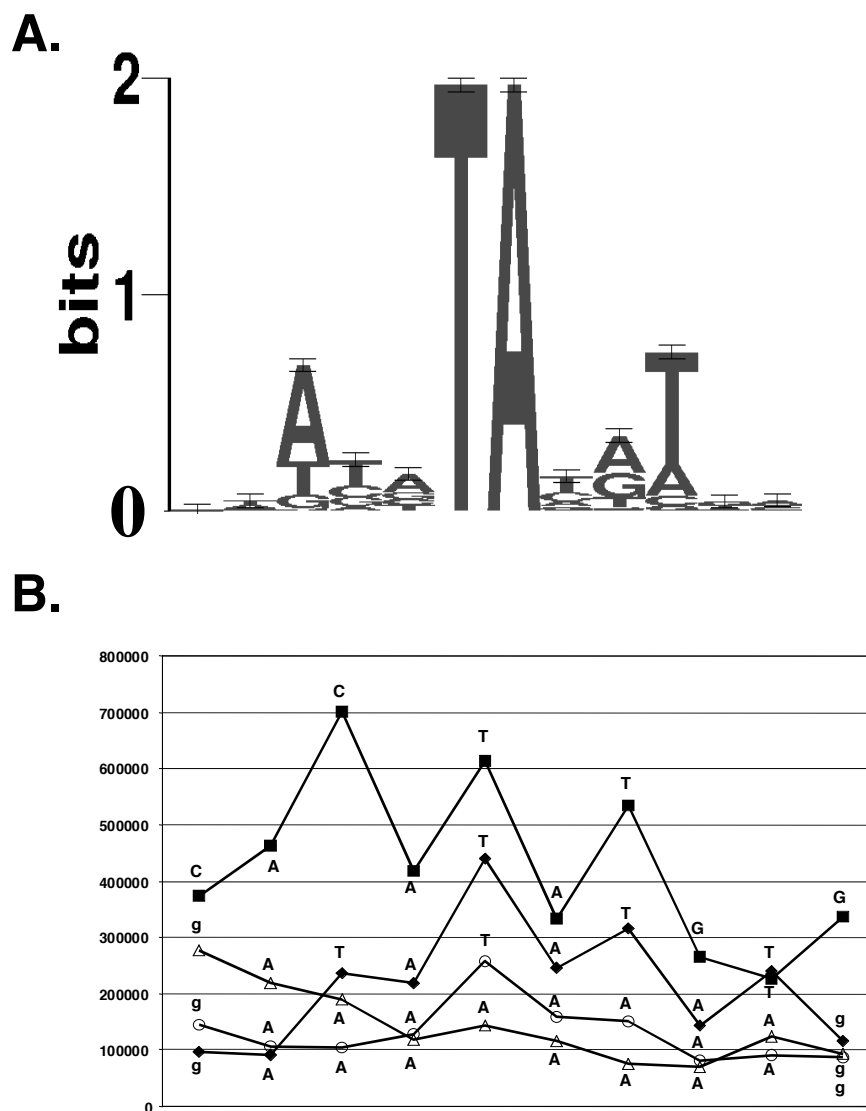 A.
2
bits
1
0
T A
A T A T A G T A T
B.
800000
C
700000
T
T
600000
500000
C A A A G G
400000
g T
300000
A T A T A T A T
g A A A A A g
200000
A A A A A
100000
g A A A A A A A g
g
0